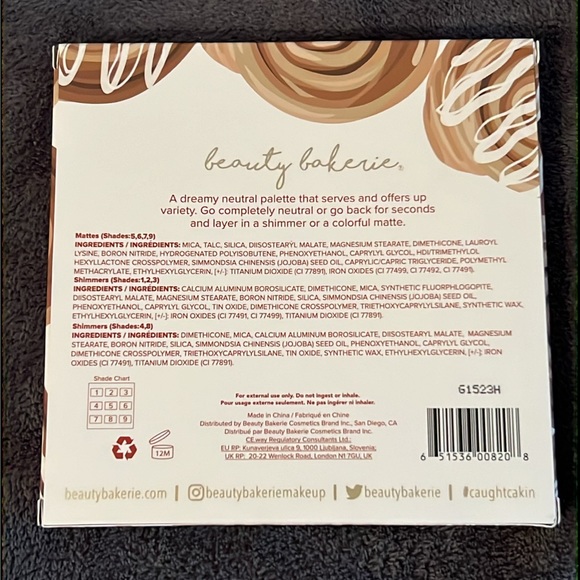 beauty bakerie®
A dreamy neutral palette that serves and offers up
variety. Go completely neutral or go back for seconds
and layer in a shimmer or a colorful matte.
Mattes (Shades:5,6,7,9)
INGREDIENTS / INGRÉDIENTS: MICA, TALC, SILICA, DIISOSTEARYL MALATE, MAGNESIUM STEARATE, DIMETHICONE, LAUROYL
LYSINE, BORON NITRIDE, HYDROGENATED POLYISOBUTENE, PHENOXYETHANOL, CAPRYLYL GLYCOL, HDI/TRIMETHYLOL
HEXYLLACTONE CROSSPOLYMER, SIMMONDSIA CHINENSIS (JOJOBA) SEED OIL, CAPRYLIC/CAPRIC TRIGLYCERIDE, POLYMETHYL
METHACRYLATE, ETHYLHEXYLGLYCERIN, [+/-]: TITANIUM DIOXIDE (CI 77891), IRON OXIDES (CI 77499, CI 77492, CI 77491).
Shimmers (Shades:1,2,3)
INGREDIENTS / INGRÉDIENTS: CALCIUM ALUMINUM BOROSILICATE, DIMETHICONE, MICA, SYNTHETIC FLUORPHLOGOPITE,
DIISOSTEARYL MALATE, MAGNESIUM STEARATE, BORON NITRIDE, SILICA, SIMMONDSIA CHINENSIS (JOJOBA) SEED OIL,
PHENOXYETHANOL, CAPRYLYL GLYCOL, TIN OXIDE, DIMETHICONE CROSSPOLYMER, TRIETHOXYCAPRYLYLSILANE, SYNTHETIC WAX,
ETHYLHEXYLGLYCERIN, [+/-]: IRON OXIDES (CI 77491, CI 77499), TITANIUM DIOXIDE (CI 77891).
Shimmers (Shades:4,8)
INGREDIENTS / INGRÉDIENTS: DIMETHICONE, MICA, CALCIUM ALUMINUM BOROSILICATE, DIISOSTEARYL MALATE, MAGNESIUM
STEARATE, BORON NITRIDE, SILICA, SIMMONDSIA CHINENSIS (JOJOBA) SEED OIL, PHENOXYETHANOL, CAPRYLYL GLYCOL,
DIMETHICONE CROSSPOLYMER, TRIETHOXYCAPRYLYLSILANE, TIN OXIDE, SYNTHETIC WAX, ETHYLHEXYLGLYCERIN, [+/-]: IRON
OXIDES (CI 77491, CI 77499), TITANIUM DIOXIDE (CI 77891).
Shade Chart
1 2 3
4 5 6
7 8 9
12M
For external use only. Do not ingest or inhale.
Pour usage externe seulement. Ne pas ingérer ni inhaler.
Made in China / Fabriqué en Chine
Distributed by Beauty Bakerie Cosmetics Brand Inc., San Diego, CA
Distribué par Beauty Bakerie Cosmetics Brand Inc.
CE.way Regulatory Consultants Ltd.:
EU RP: Kunaverjeva ulica 9, 1000 Ljubljana, Slovenia;
UK RP: 20-22 Wenlock Road, London N1 7GU, UK
G1523H
6 51536 00820 8
beautybakerie.com | beautybakeriemakeup | beautybakerie | #caughtcakin